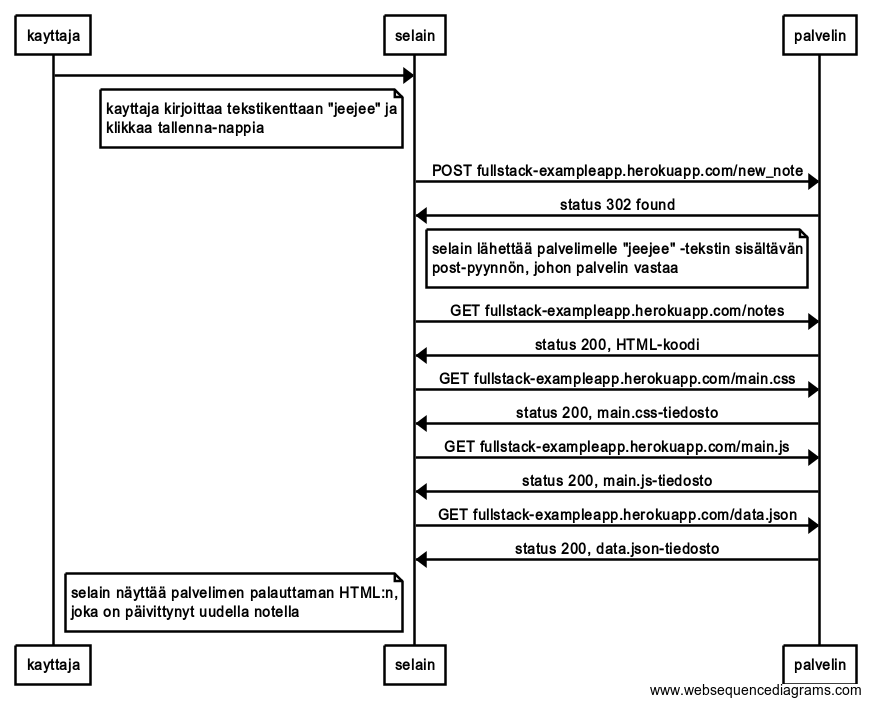 kayttaja
selain
palvelin
kayttaja kirjoittaa tekstikenttaan "jeejee" ja
klikkaa tallenna-nappia
POST fullstack-exampleapp.herokuapp.com/new_note
status 302 found
selain lähettää palvelimelle "jeejee" -tekstin sisältävän
post-pyynnön, johon palvelin vastaa
GET fullstack-exampleapp.herokuapp.com/notes
status 200, HTML-koodi
GET fullstack-exampleapp.herokuapp.com/main.css
status 200, main.css-tiedosto
GET fullstack-exampleapp.herokuapp.com/main.js
status 200, main.js-tiedosto
GET fullstack-exampleapp.herokuapp.com/data.json
status 200, data.json-tiedosto
selain näyttää palvelimen palauttaman HTML:n,
joka on päivittynyt uudella notella
kayttaja
selain
palvelin
www.websequencediagrams.com